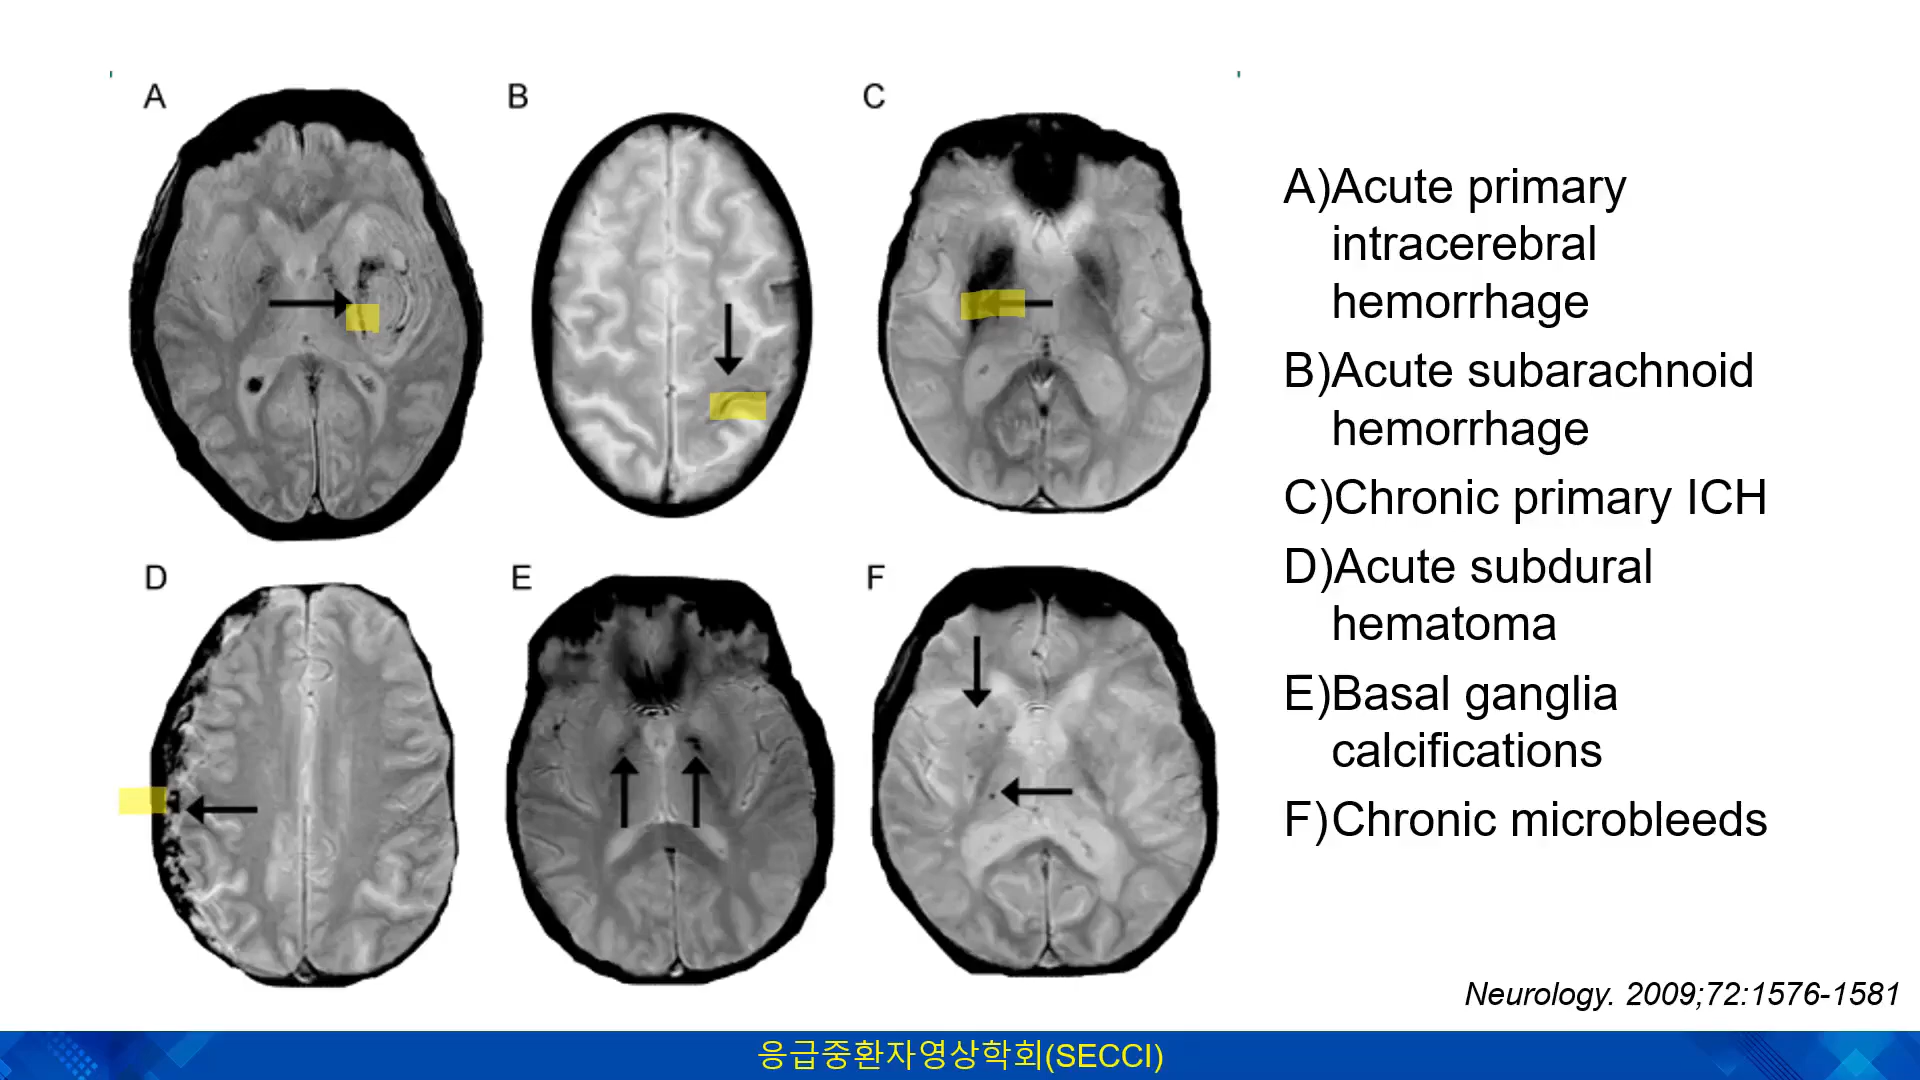 A
B
C
D
E
F
A)Acute primary
intracerebral
hemorrhage
B)Acute subarachnoid
hemorrhage
C)Chronic primary ICH
D)Acute subdural
hematoma
E)Basal ganglia
calcifications
F)Chronic microbleeds
Neurology. 2009;72:1576-1581
응급중환자영상학회(SECCI)